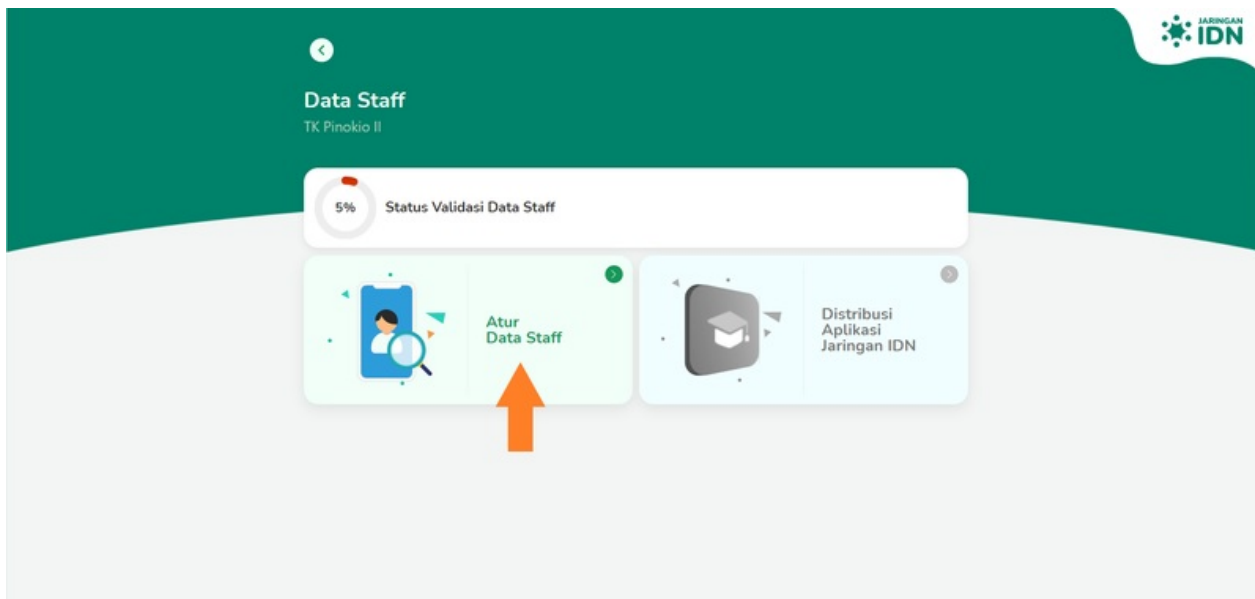 JARINGAN
IDN
Data Staff
TK Pinokio II
5%
Status Validasi Data Staff
Atur
Data Staff
Distribusi
Aplikasi
Jaringan IDN